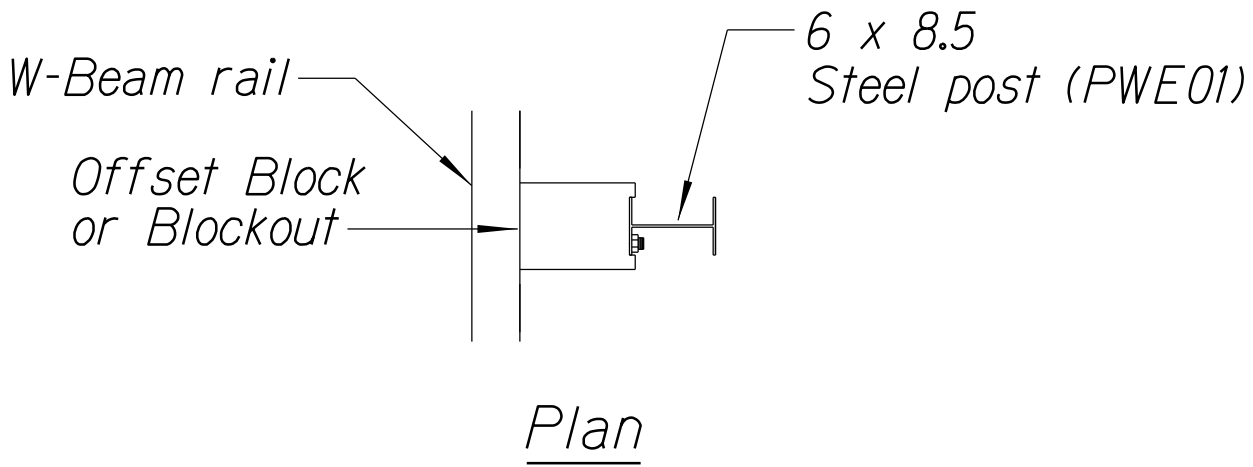 W-Beam rail
Offset Block
or Blockout
6 x 8.5
Steel post (PWE01)
Plan